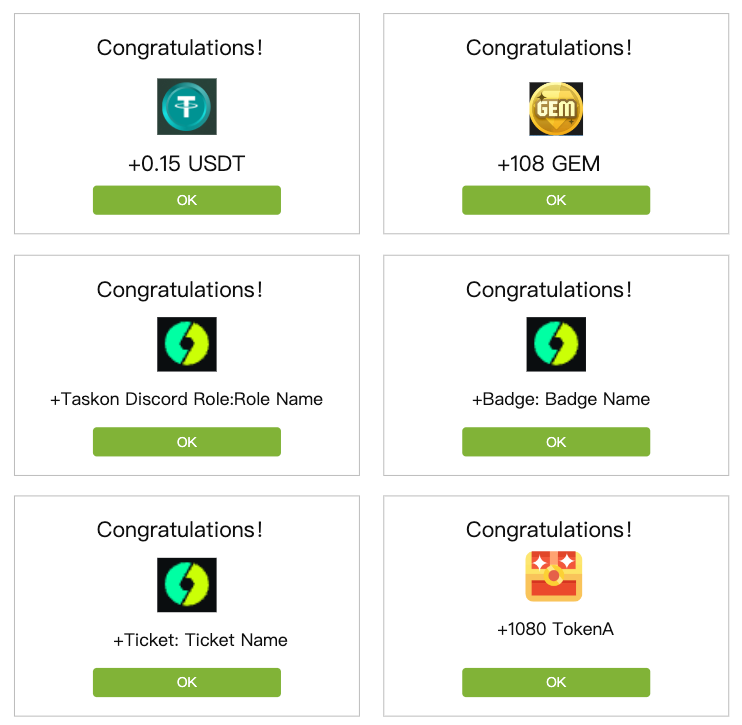 Congratulations!
T
+0.15 USDT
OK
Congratulations!
GEM
+108 GEM
OK
Congratulations!
+Taskon Discord Role:Role Name
OK
Congratulations!
+Badge: Badge Name
OK
Congratulations!
+Ticket: Ticket Name
OK
Congratulations!
+1080 TokenA
OK